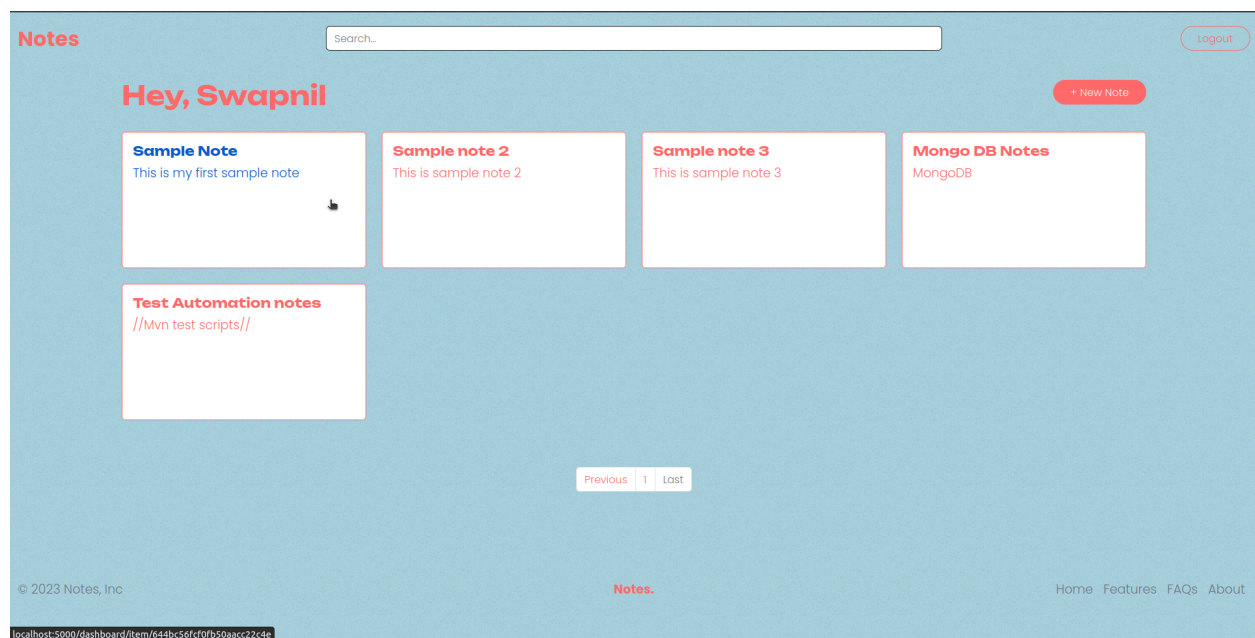 Notes
Search...
Logout
Hey, Swapnil
+ New Note
Sample Note
This is my first sample note
Sample note 2
This is sample note 2
Sample note 3
This is sample note 3
Mongo DB Notes
MongoDB
Test Automation notes
//Mvn test scripts//
Previous 1 Last
© 2023 Notes, Inc
Notes.
Home Features FAQs About
localhost:5000/dashboard/item/644bc56fcf0fb50aacc22c4e